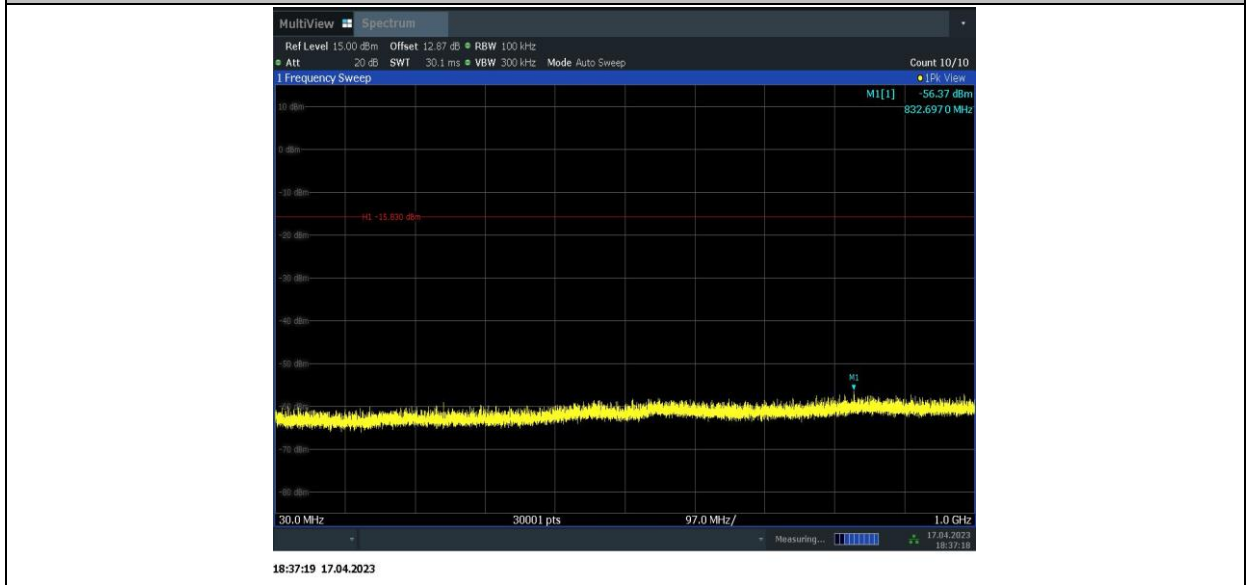 MultiView Spectrum
Ref Level 15.00 dBm Offset 12.87 dB RBW 100 kHz
Att 20 dB SWT 30.1 ms VBW 300 kHz Mode Auto Sweep Count 10/10
1 Frequency Sweep 1Pk View
M1[1] -56.37 dBm
832.6970 MHz
10 dBm
0 dBm
-10 dBm
H1 -15.830 dBm
-20 dBm
-30 dBm
-40 dBm
-50 dBm
M1
-70 dBm
-80 dBm
30.0 MHz 30001 pts 97.0 MHz/ 1.0 GHz
Measuring... 17.04.2023
18:37:18
18:37:19 17.04.2023